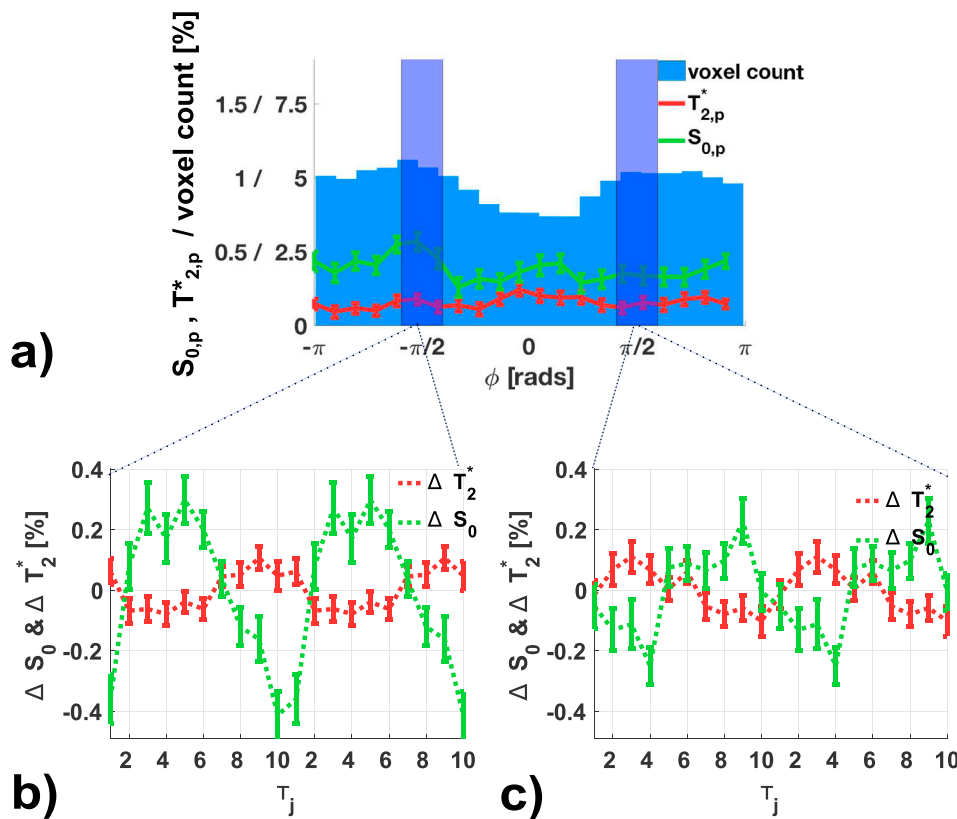 a)
S0,p , T*2,p / voxel count [%]
1.5 / 7.5
1 / 5
0.5 / 2.5
0
-π -π/2 0 π/2 π
ϕ [rads]
voxel count
T*2,p
S0,p
b)
Δ S0 & Δ T*2 [%]
0.4
0.2
0
-0.2
-0.4
2 4 6 8 10 2 4 6 8 10
Tj
Δ T*2
Δ S0
c)
Δ S0 & Δ T*2 [%]
0.4
0.2
0
-0.2
-0.4
2 4 6 8 10 2 4 6 8 10
Tj
Δ T*2
Δ S0